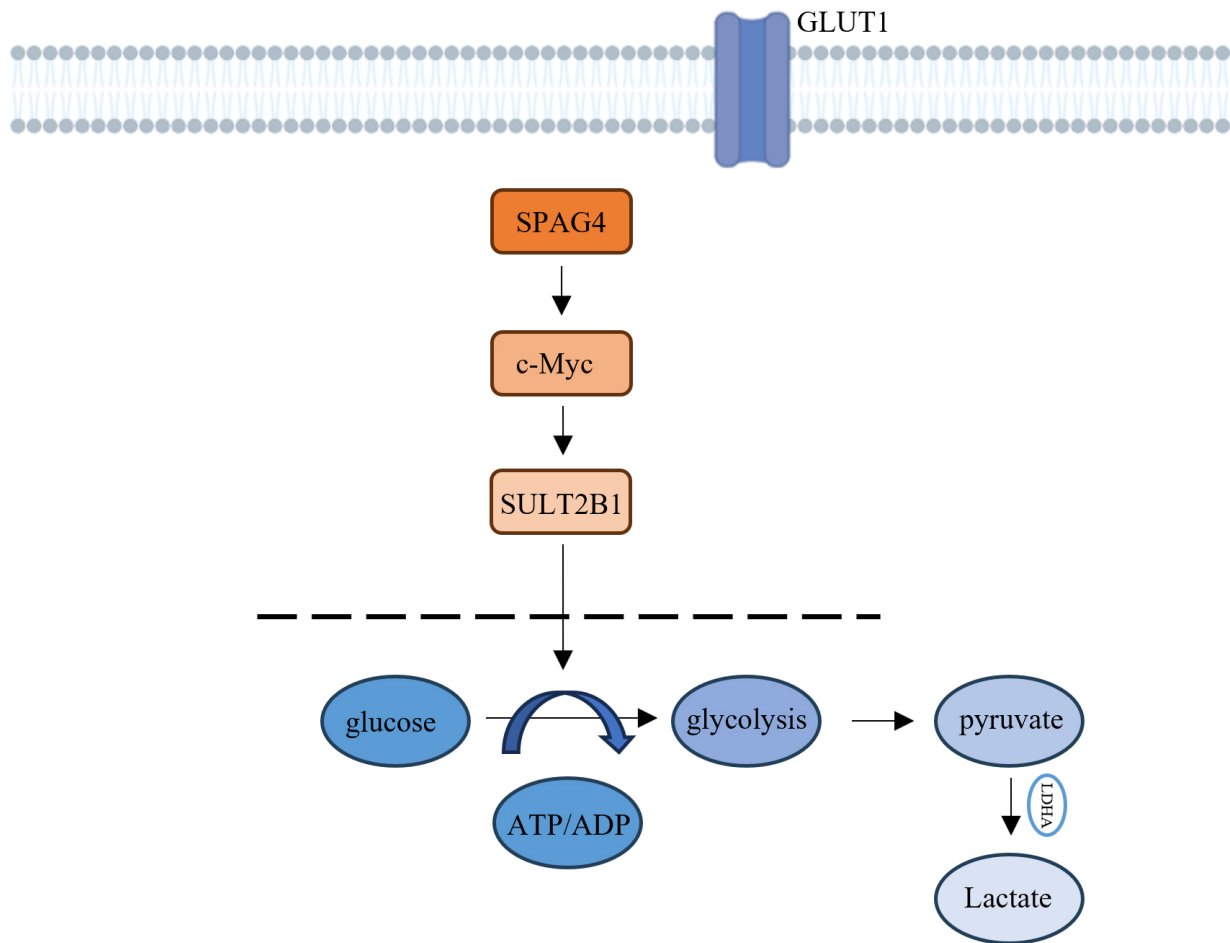 GLUT1
SPAG4
c-Myc
SULT2B1
glucose
glycolysis
pyruvate
ATP/ADP
LDHA
Lactate